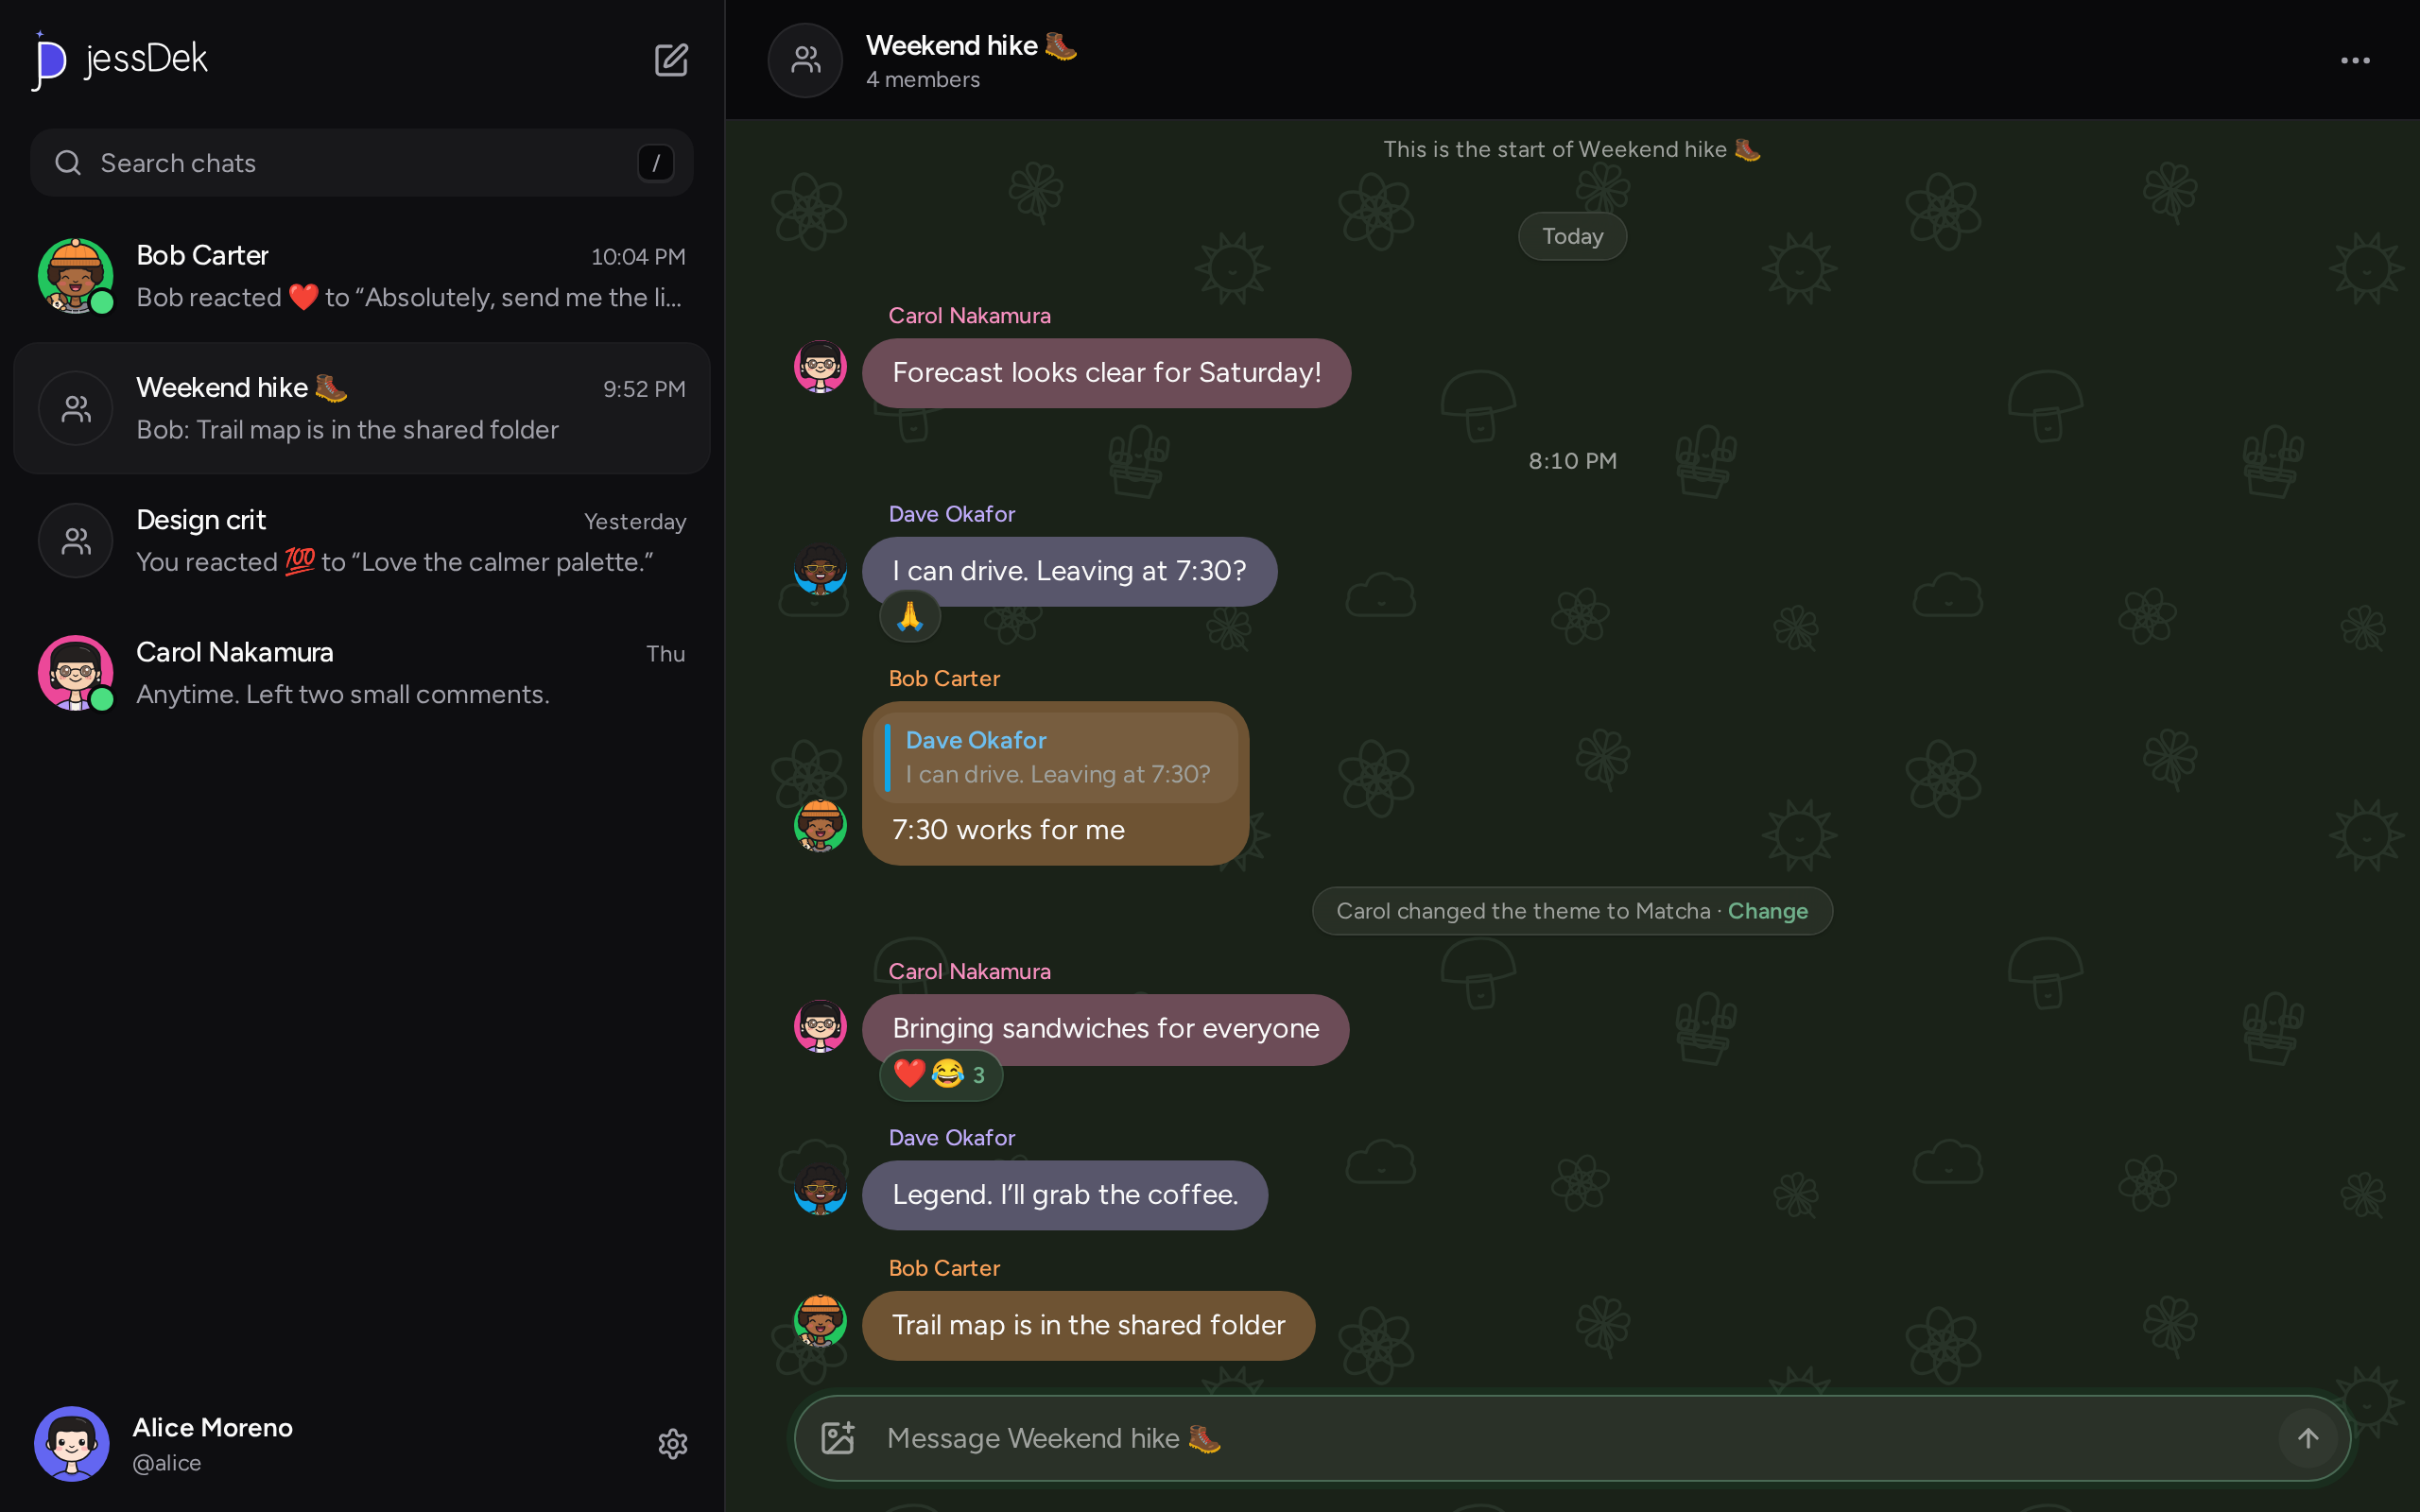 jessDek
Search chats
/
Bob Carter
10:04 PM
Bob reacted ❤️ to “Absolutely, send me the li...
Weekend hike 🥾
9:52 PM
Bob: Trail map is in the shared folder
Design crit
Yesterday
You reacted 💯 to “Love the calmer palette.”
Carol Nakamura
Thu
Anytime. Left two small comments.
Alice Moreno
@alice
Weekend hike 🥾
4 members
This is the start of Weekend hike 🥾
Today
Carol Nakamura
Forecast looks clear for Saturday!
8:10 PM
Dave Okafor
I can drive. Leaving at 7:30?
🙏
Bob Carter
Dave Okafor
I can drive. Leaving at 7:30?
7:30 works for me
Carol changed the theme to Matcha · Change
Carol Nakamura
Bringing sandwiches for everyone
❤️😂 3
Dave Okafor
Legend. I’ll grab the coffee.
Bob Carter
Trail map is in the shared folder
Message Weekend hike 🥾